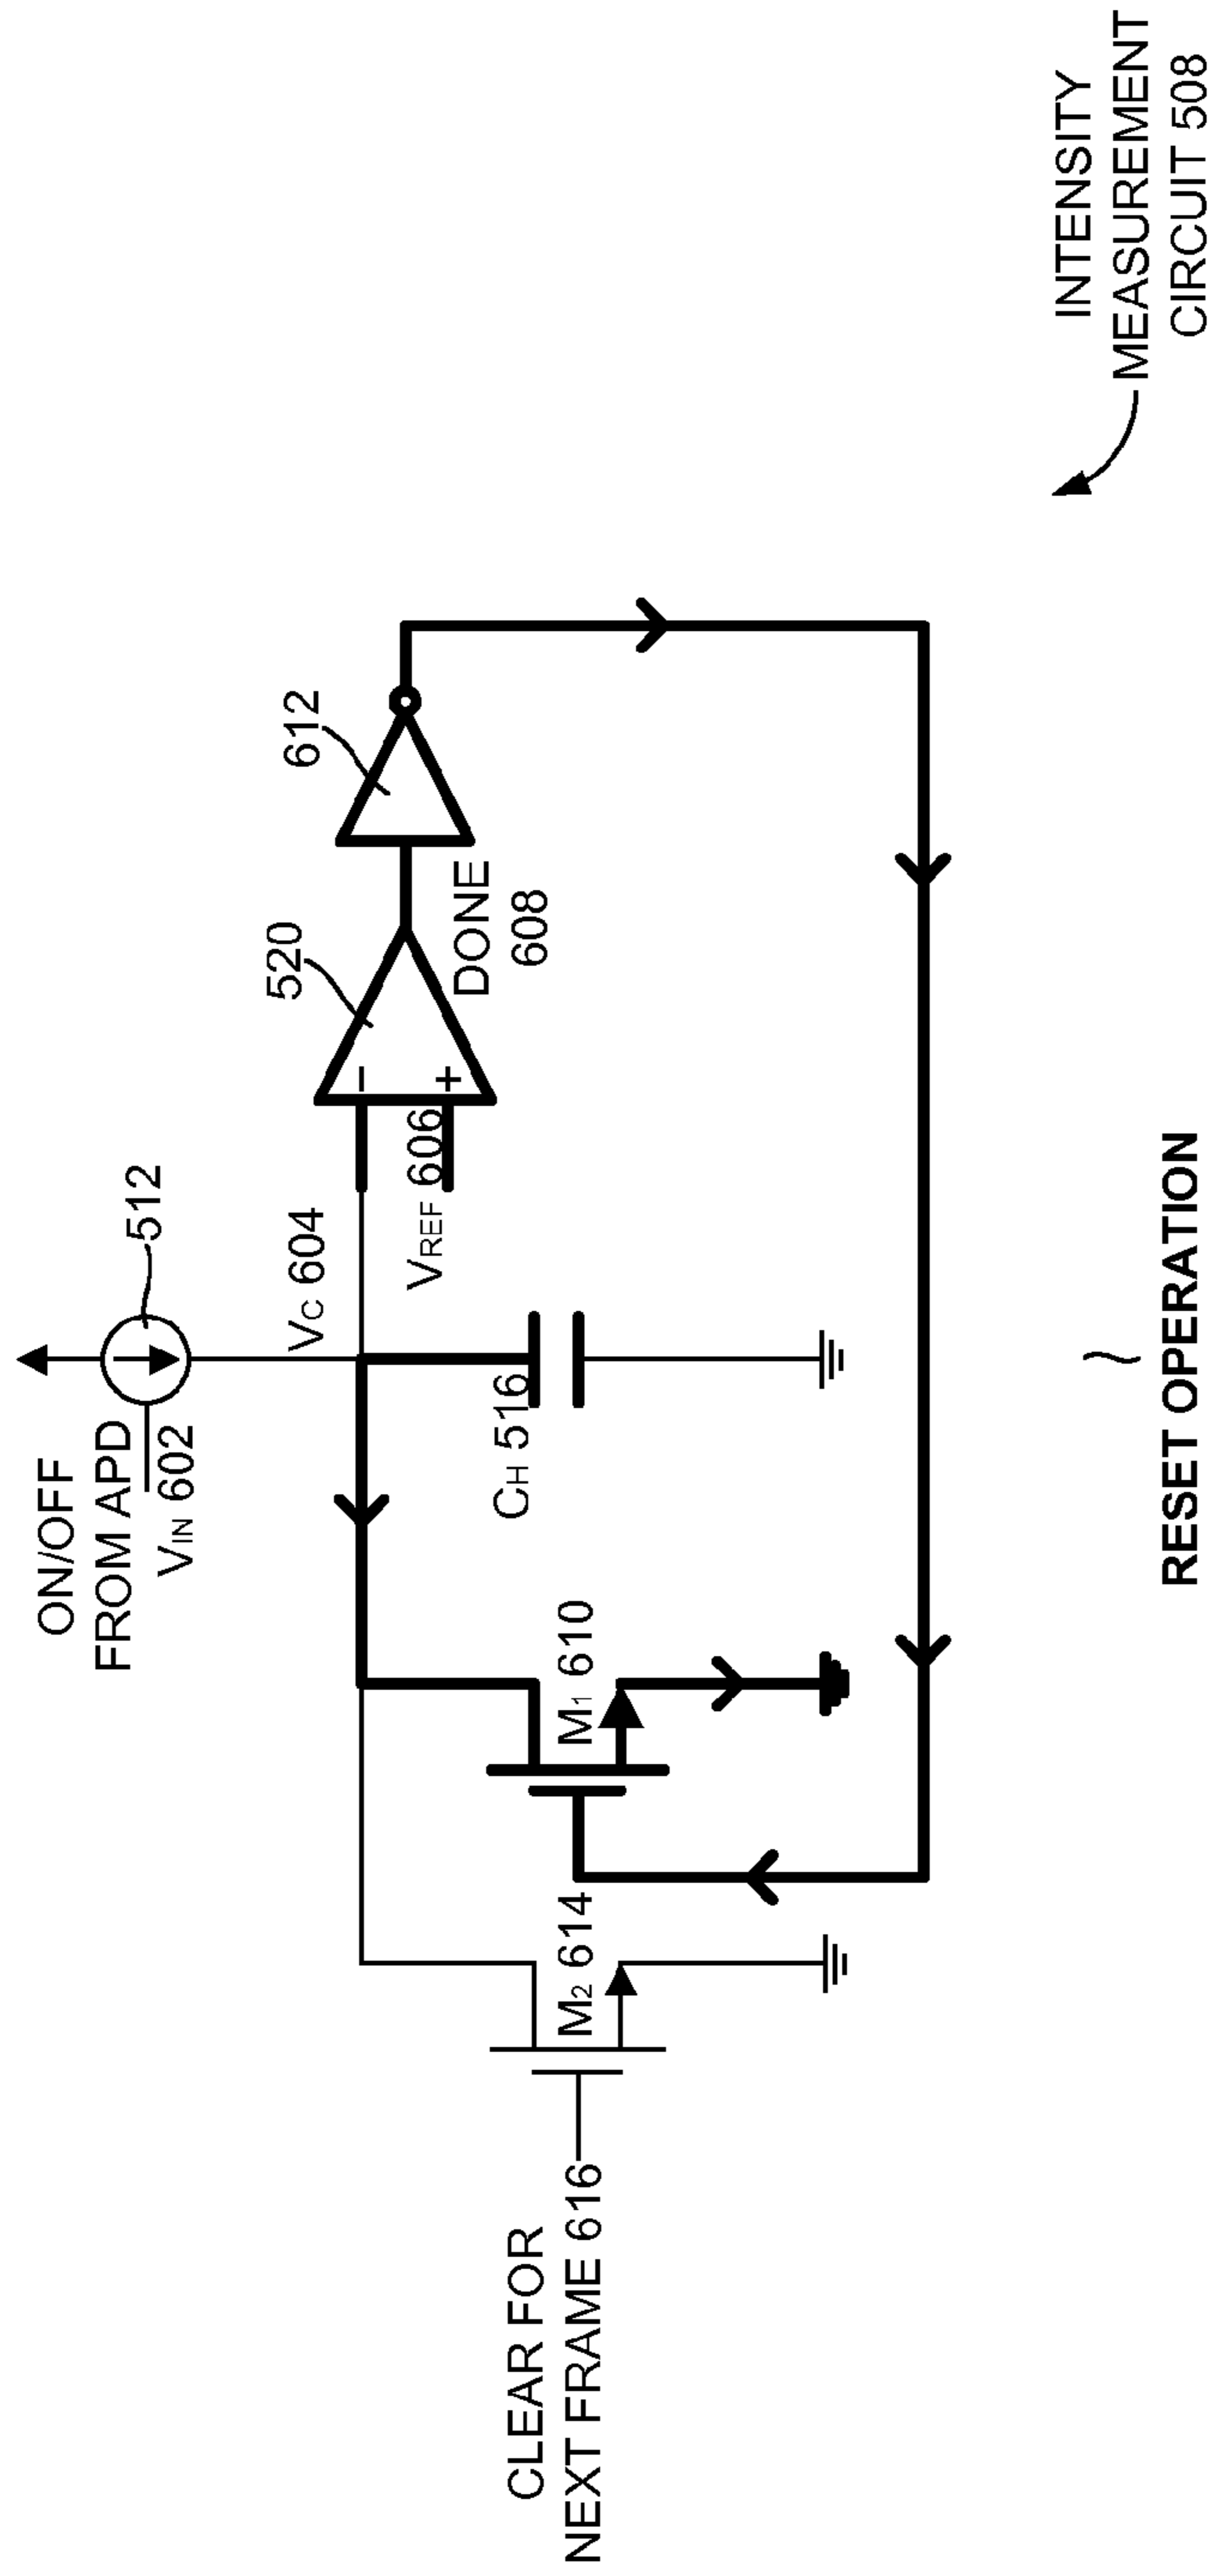 ON/OFF
FROM APD
VIN 602
512
VC 604
520
612
VREF 606
DONE
608
CH 516
M1 610
M2 614
CLEAR FOR
NEXT FRAME 616
INTENSITY
MEASUREMENT
CIRCUIT 508
RESET OPERATION
-
+